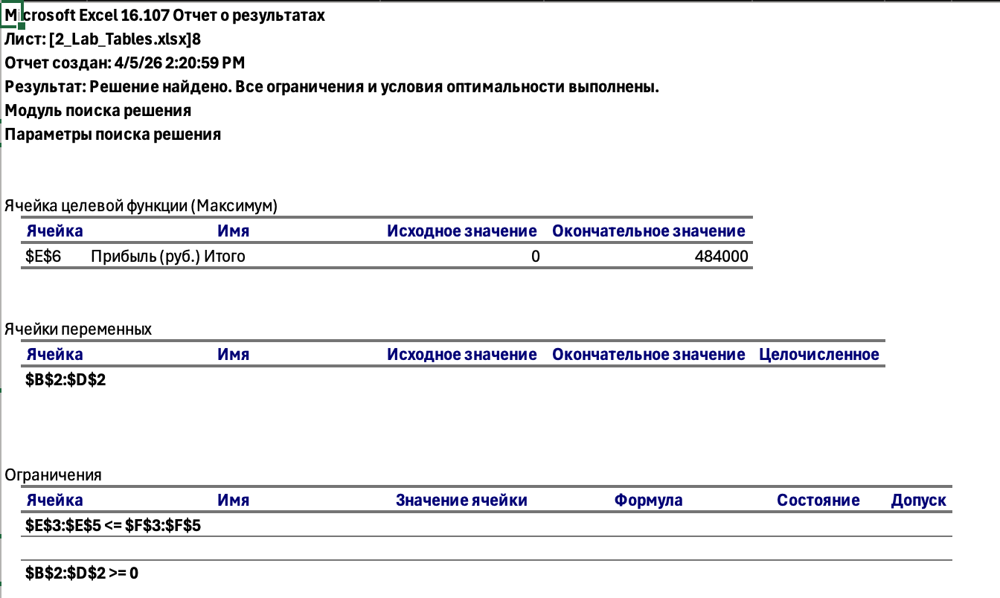 Microsoft Excel 16.107 Отчет о результатах
Лист: [2_Lab_Tables.xlsx]8
Отчет создан: 4/5/26 2:20:59 PM
Результат: Решение найдено. Все ограничения и условия оптимальности выполнены.
Модуль поиска решения
Параметры поиска решения
Ячейка целевой функции (Максимум)
Ячейка Имя Исходное значение Окончательное значение
$E$6 Прибыль (руб.) Итого 0 484000
Ячейки переменных
Ячейка Имя Исходное значение Окончательное значение Целочисленное
$B$2:$D$2
Ограничения
Ячейка Имя Значение ячейки Формула Состояние Допуск
$E$3:$E$5 <= $F$3:$F$5
$B$2:$D$2 >= 0